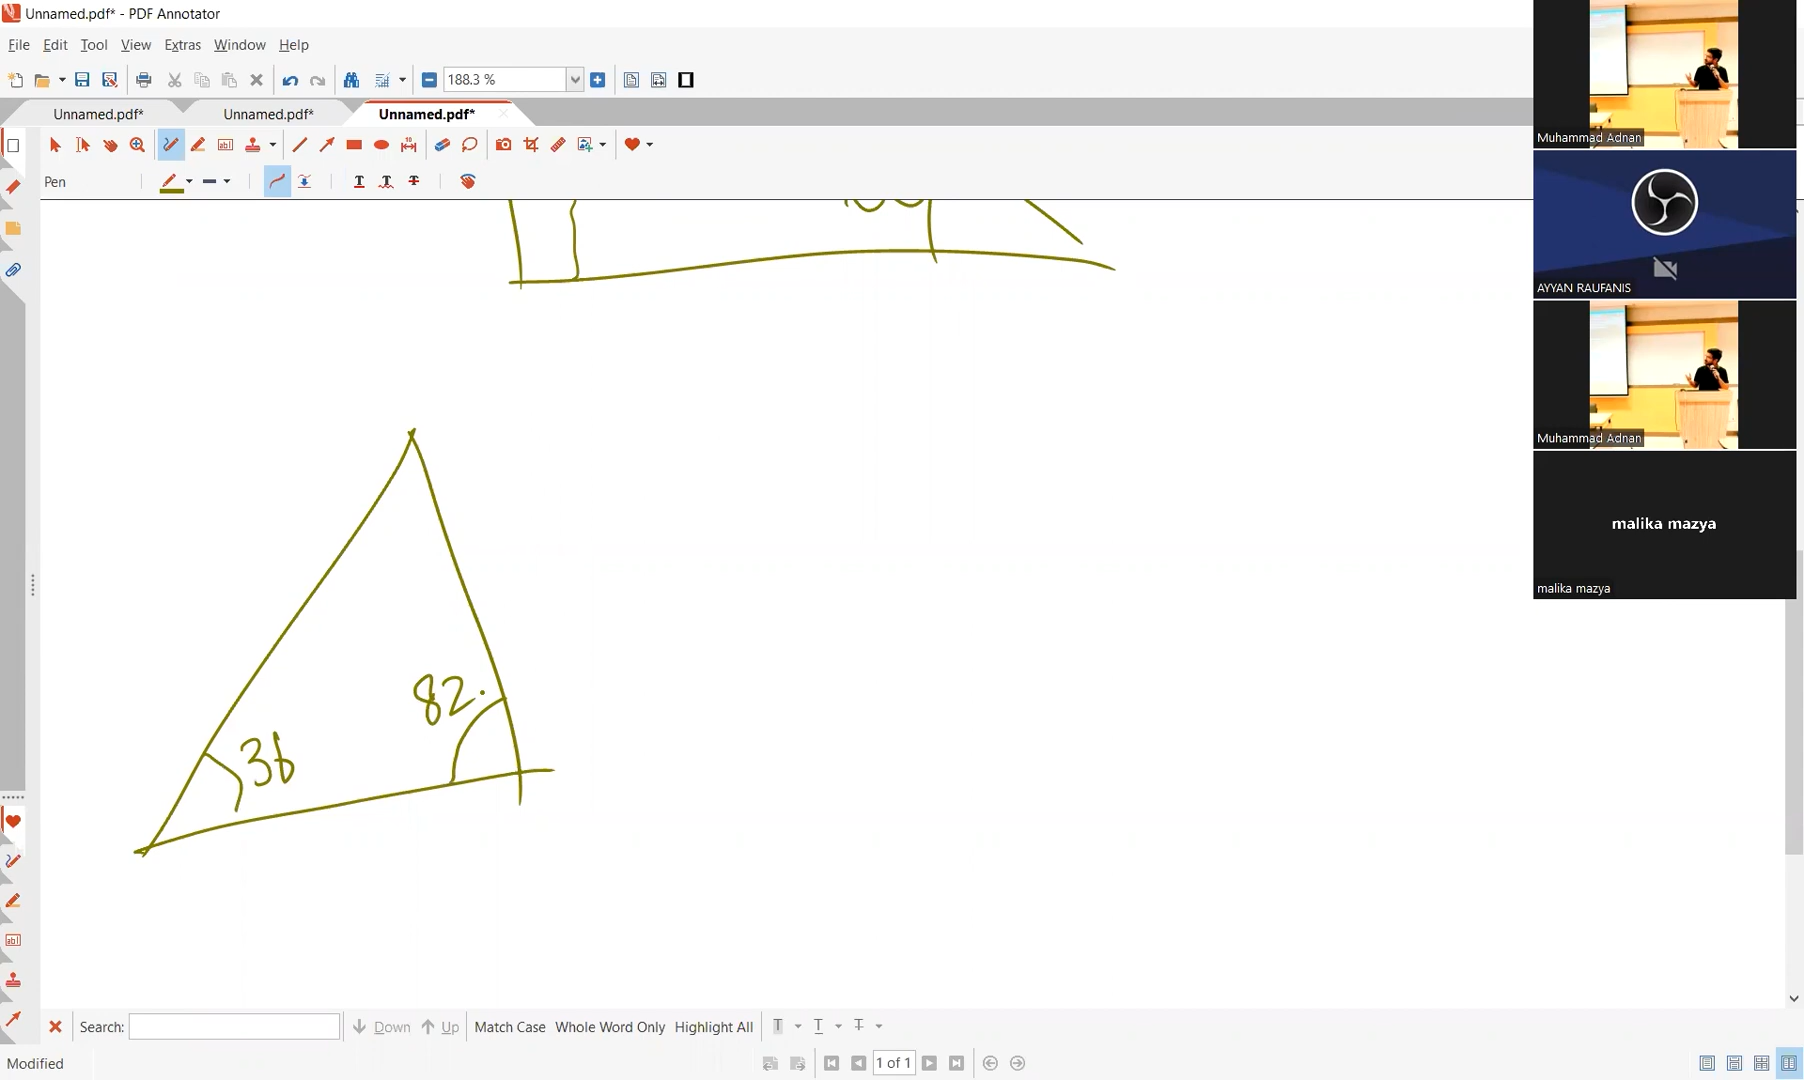 Unnamed.pdf* - PDF Annotator
File Edit Tool View Extras Window Help
188.3 %
Unnamed.pdf* Unnamed.pdf* Unnamed.pdf*
Pen
82
36
Muhammad Adnan
AYYAN RAUFANIS
Muhammad Adnan
malika mazya
malika mazya
Search: Down Up Match Case Whole Word Only Highlight All
Modified
1 of 1